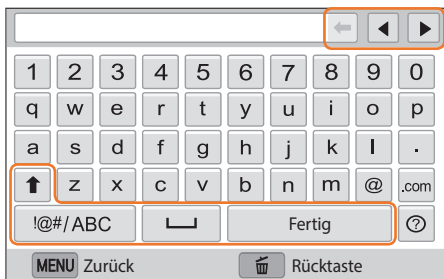 1 2 3 4 5 6 7 8 9 0
q w e r t y u i o p
a s d f g h j k l .
z x c v b n m @ .com
!@#/ABC Fertig ?
MENU Zurück Rücktaste